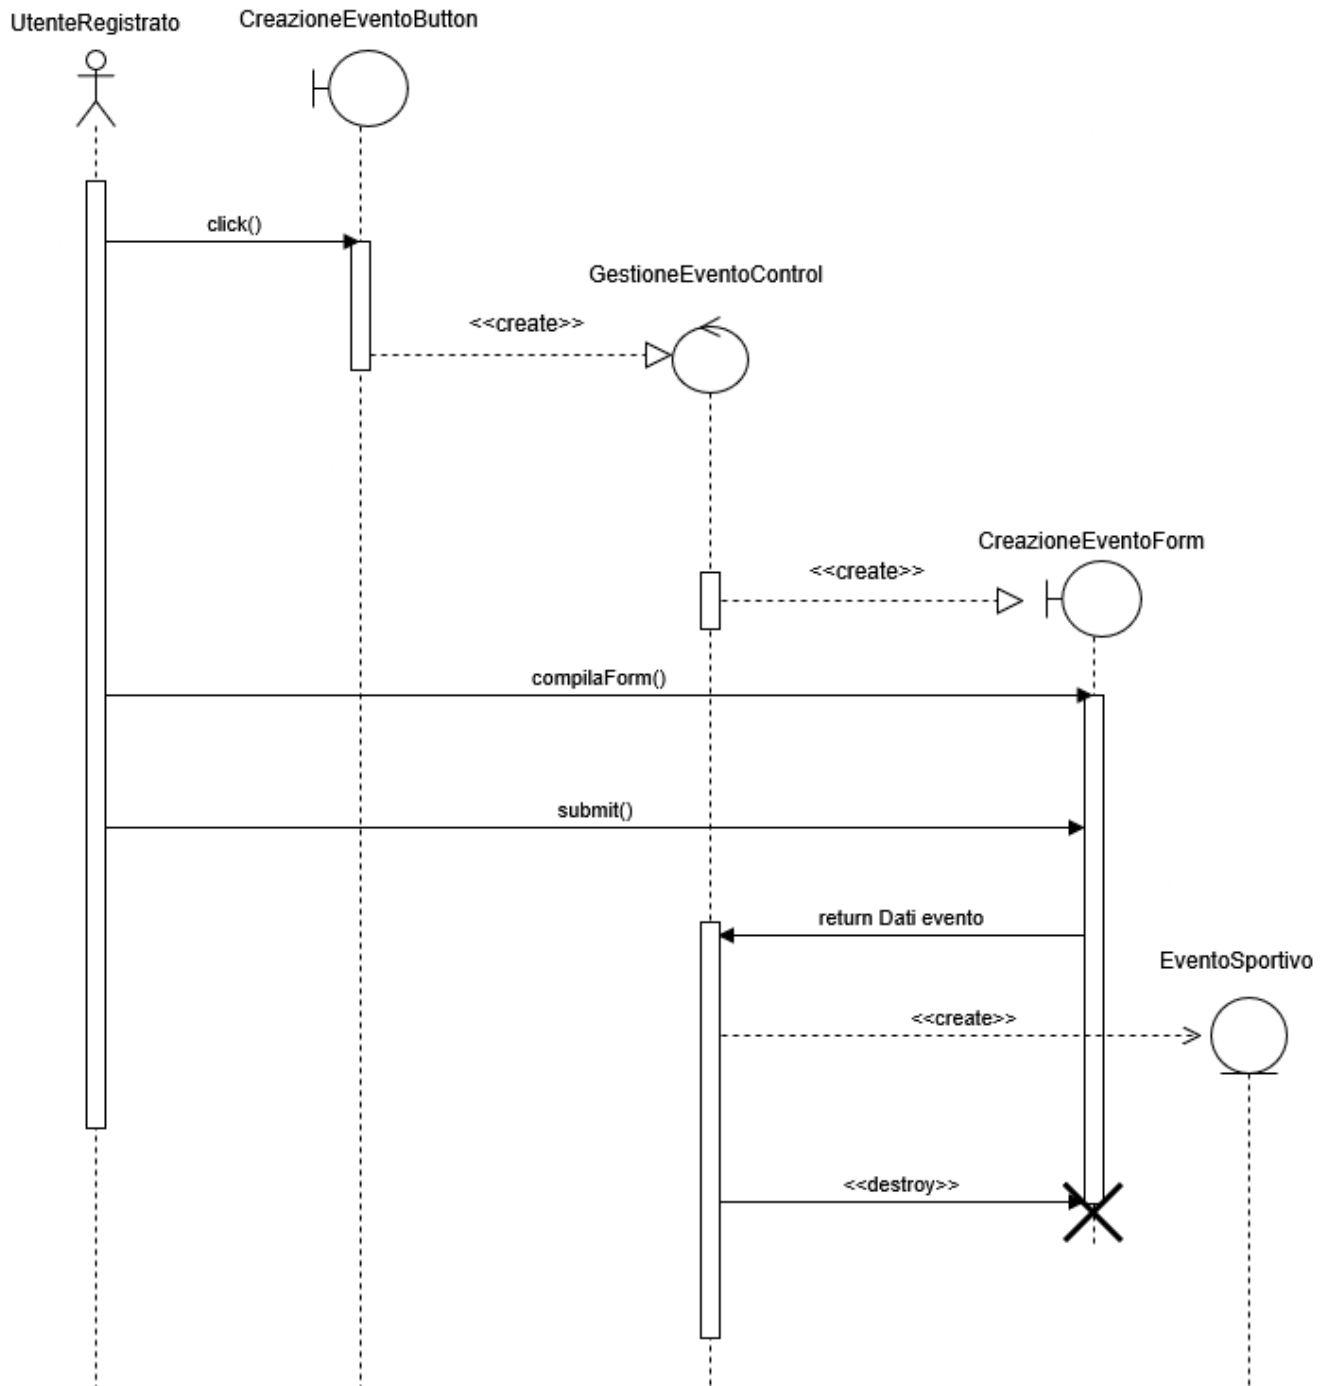 UtenteRegistrato
CreazioneEventoButton
click()
GestioneEventoControl
<<create>>
CreazioneEventoForm
<<create>>
compilaForm()
submit()
return Dati evento
EventoSportivo
<<create>>
<<destroy>>